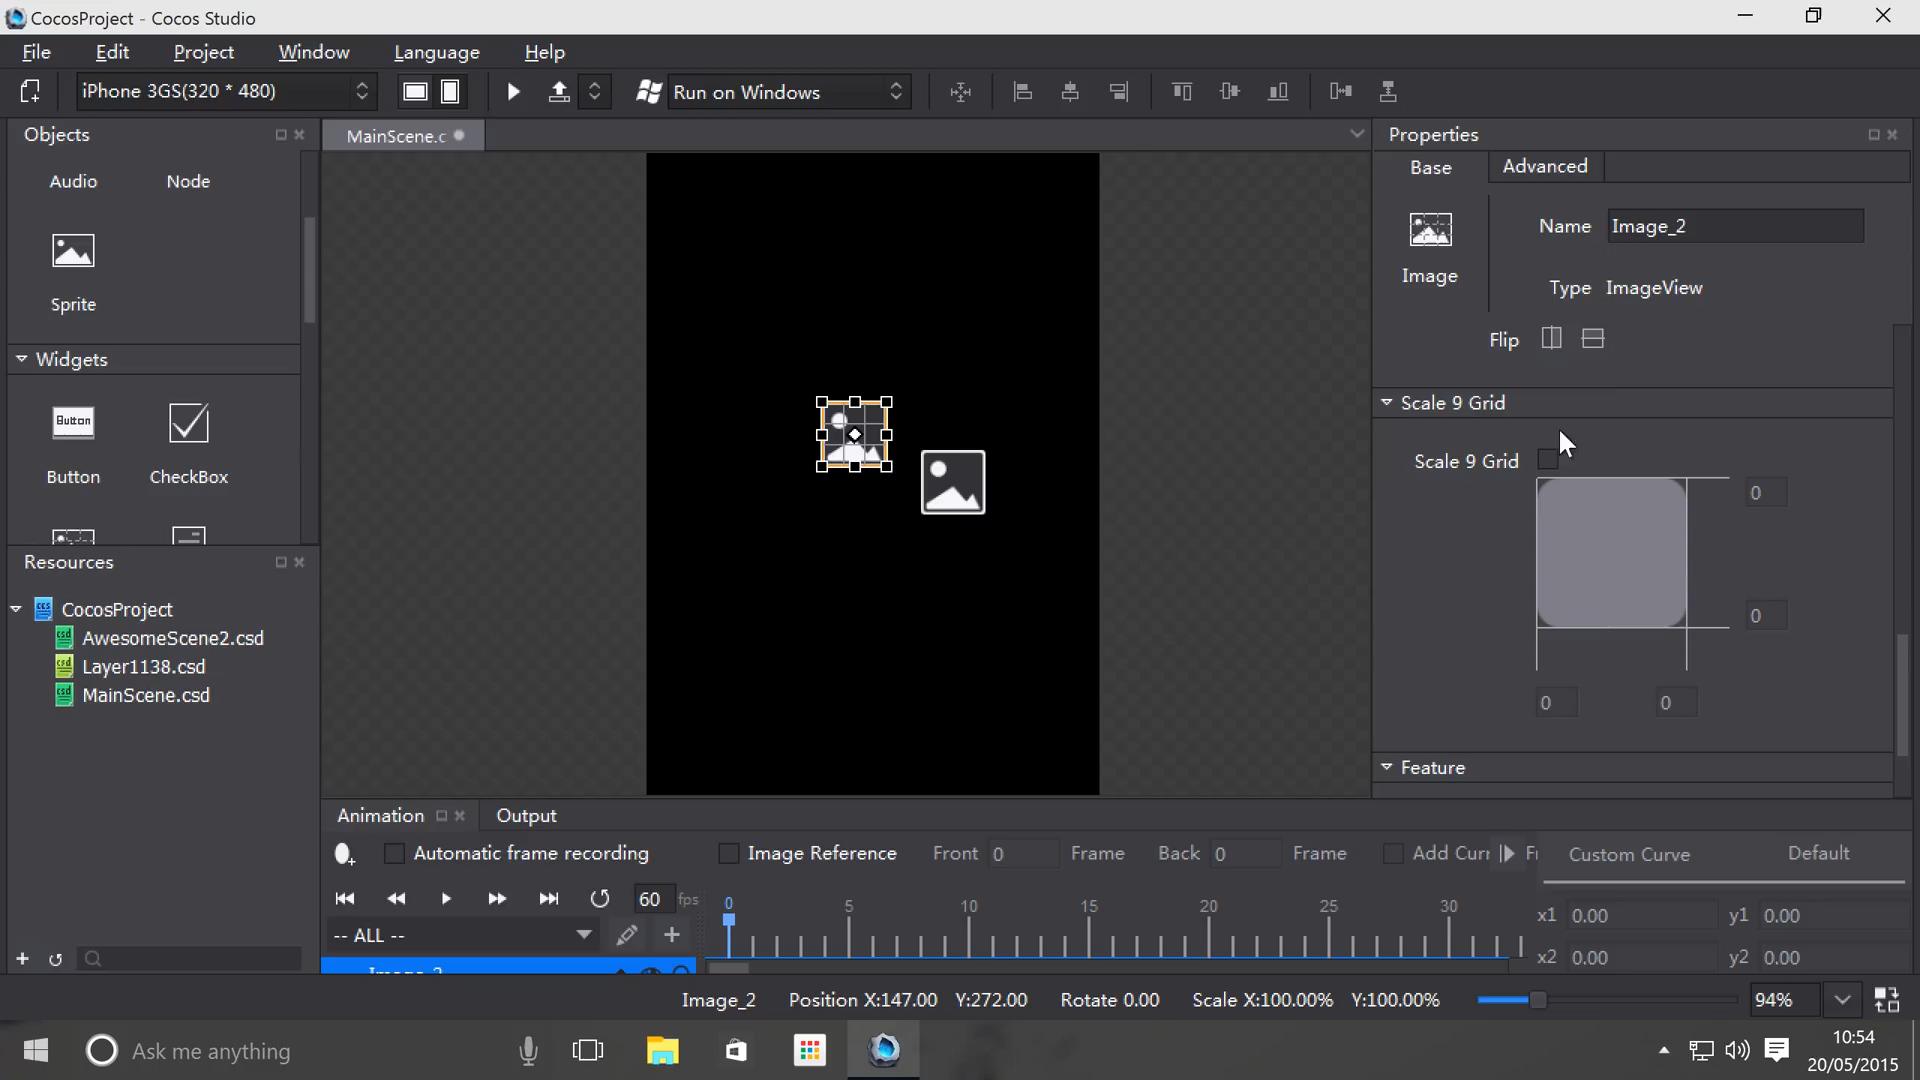 CocosProject - Cocos Studio
File Edit Project Window Language Help
iPhone 3GS(320 * 480) Run on Windows
Objects
Audio Node
Sprite
Widgets
Button
Button CheckBox
Resources
CocosProject
AwesomeScene2.csd
Layer1138.csd
MainScene.csd
MainScene.c
Properties
Base Advanced
Name Image_2
Image
Type ImageView
Flip
Scale 9 Grid
Scale 9 Grid
0
0
0 0
Feature
Animation Output
Automatic frame recording Image Reference Front 0 Frame Back 0 Frame Add Curr Custom Curve Default
60 fps 0 5 10 15 20 25 30
-- ALL --
x1 0.00 y1 0.00
x2 0.00 y2 0.00
Image_2 Position X:147.00 Y:272.00 Rotate 0.00 Scale X:100.00% Y:100.00% 94%
Ask me anything
10:54
20/05/2015